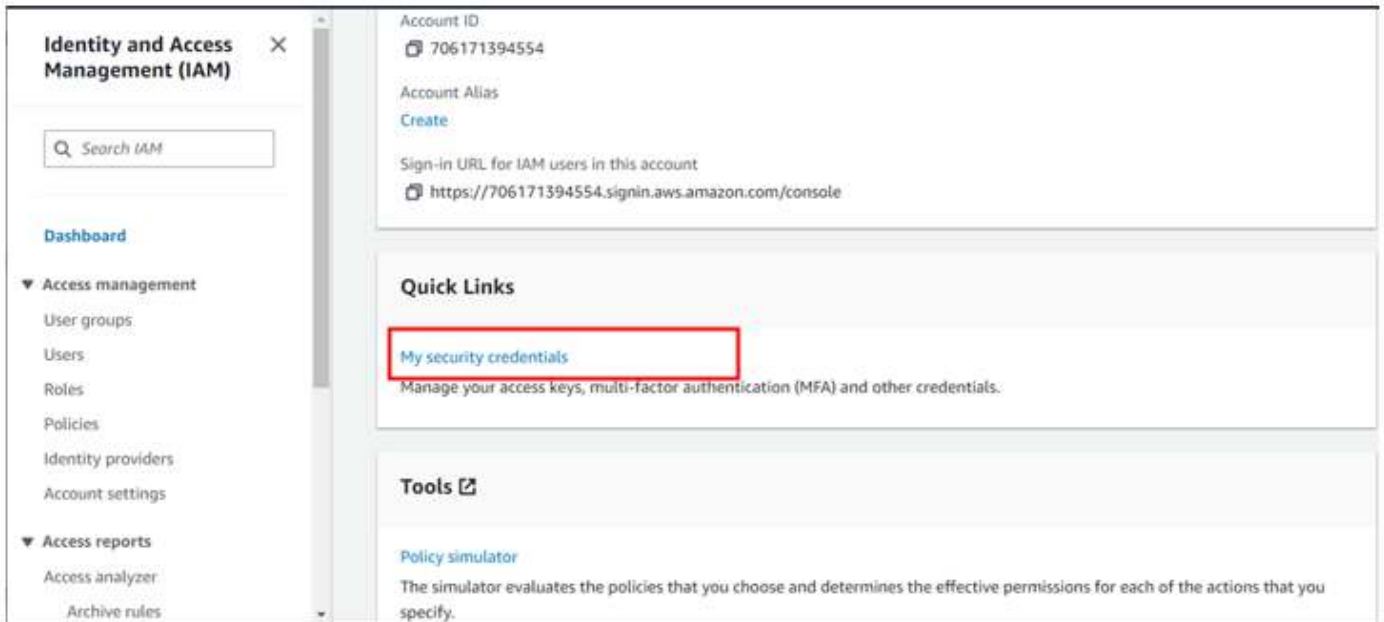 Identity and Access
Management (IAM)
Search IAM
Dashboard
Access management
User groups
Users
Roles
Policies
Identity providers
Account settings
Access reports
Access analyzer
Archive rules
Account ID
706171394554
Account Alias
Create
Sign-in URL for IAM users in this account
https://706171394554.signin.aws.amazon.com/console
Quick Links
My security credentials
Manage your access keys, multi-factor authentication (MFA) and other credentials.
Tools
Policy simulator
The simulator evaluates the policies that you choose and determines the effective permissions for each of the actions that you
specify.